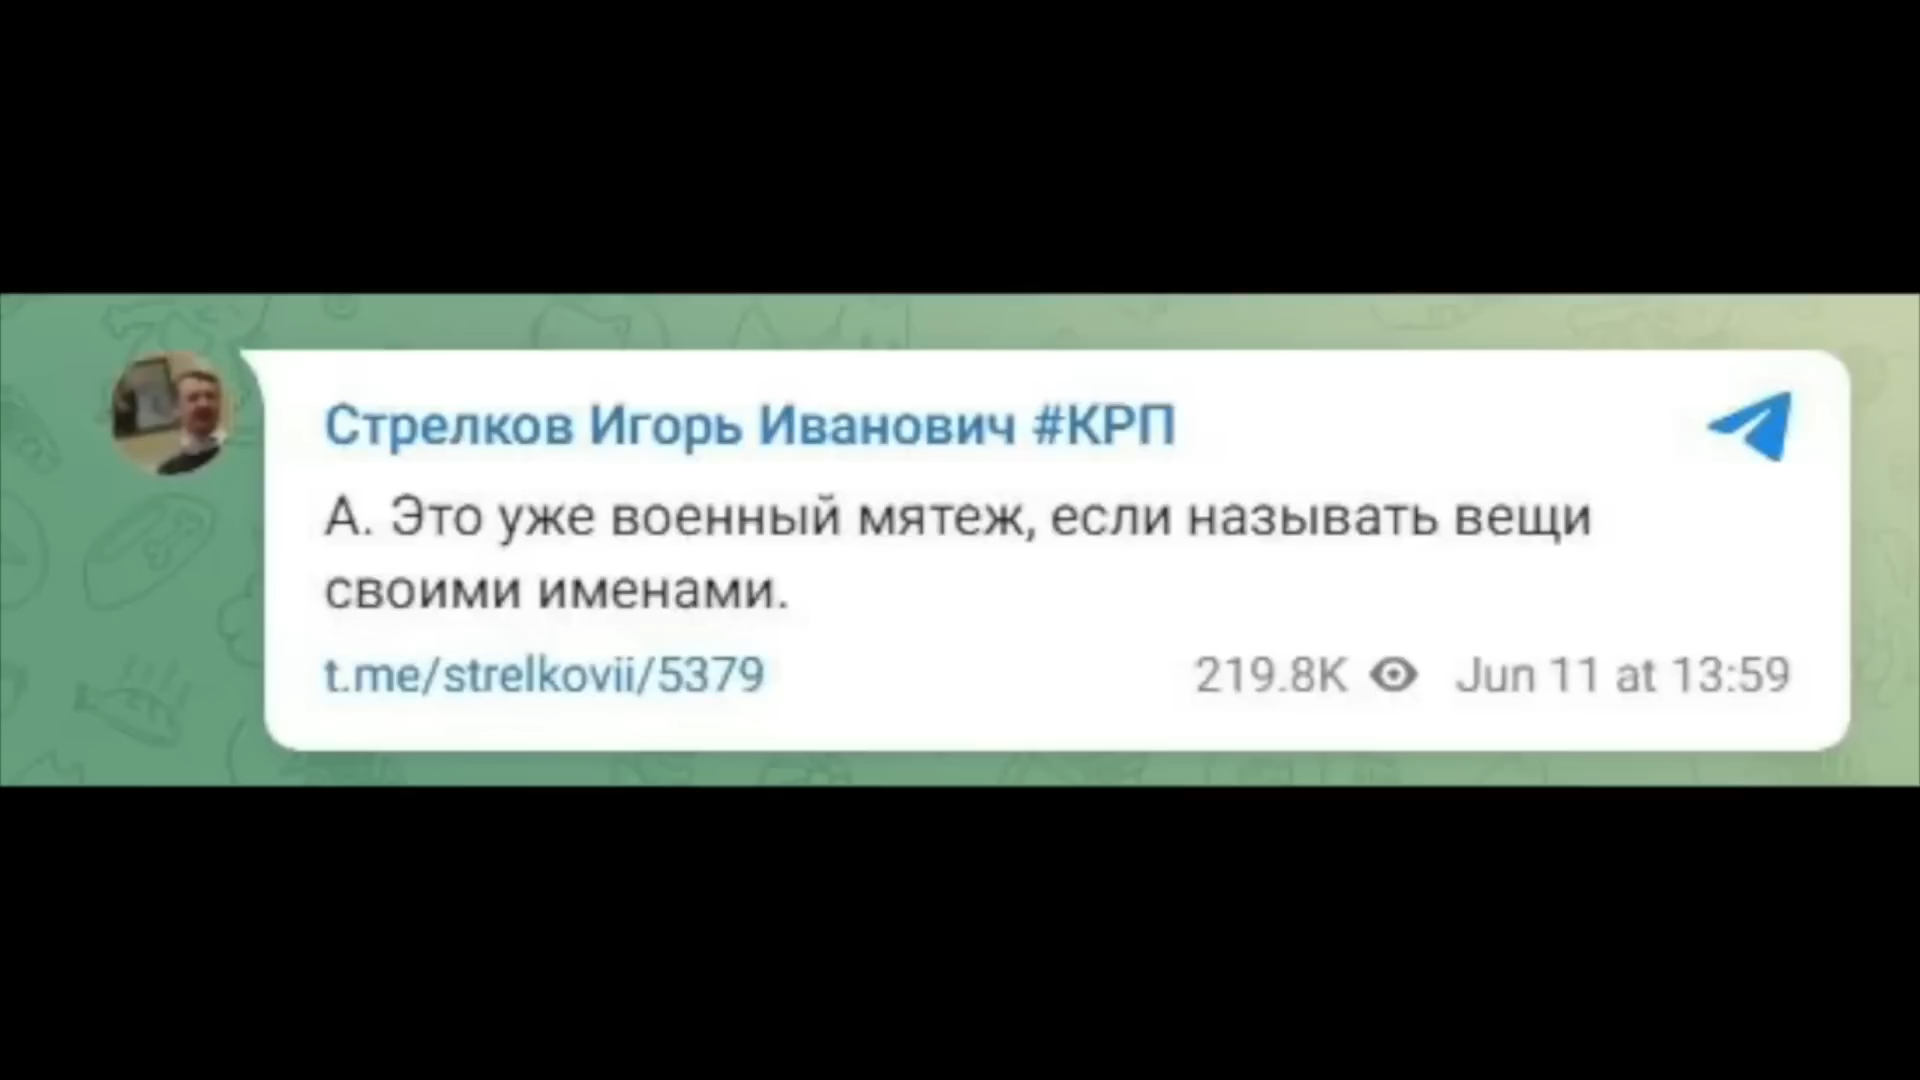 Стрелков Игорь Иванович #КРП
А. Это уже военный мятеж, если называть вещи
своими именами.
t.me/strelkovii/5379 219.8K Jun 11 at 13:59